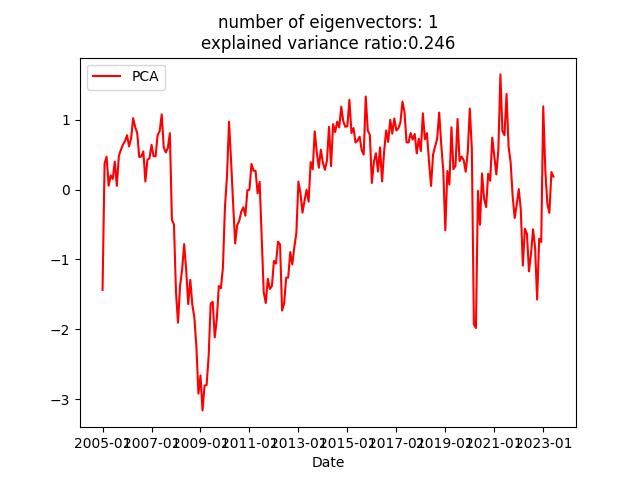 number of eigenvectors: 1
explained variance ratio:0.246
PCA
1
0
−1
−2
−3
2005-01 2007-01 2009-01 2011-01 2013-01 2015-01 2017-01 2019-01 2021-01 2023-01
Date